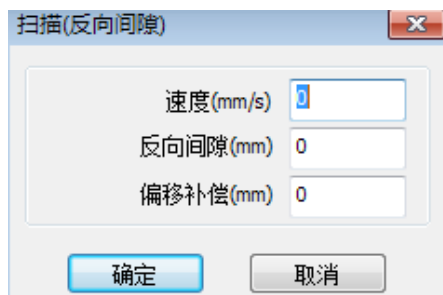 扫描(反向间隙)
速度(mm/s) 0
反向间隙(mm) 0
偏移补偿(mm) 0
确定 取消